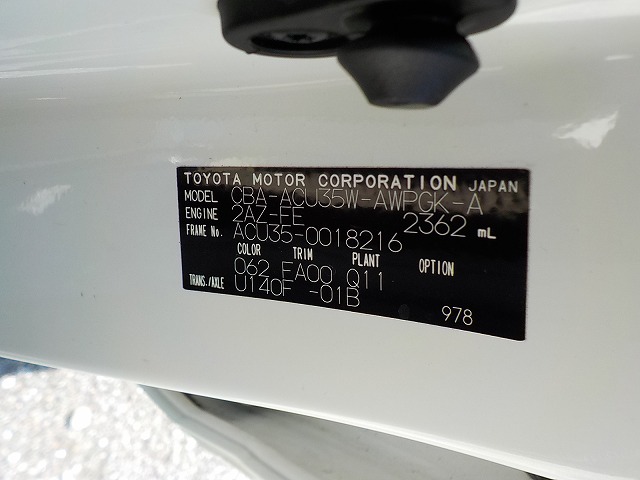 TOYOTA MOTOR CORPORATION JAPAN
MODEL CBA-ACU35W-AWPGK-A
ENGINE 2AZ-FE 2362 mL
FRAME No. ACU35-0018216
COLOR TRIM PLANT OPTION
062 FA00 Q11
TRANS./AXLE U140F -01B
978